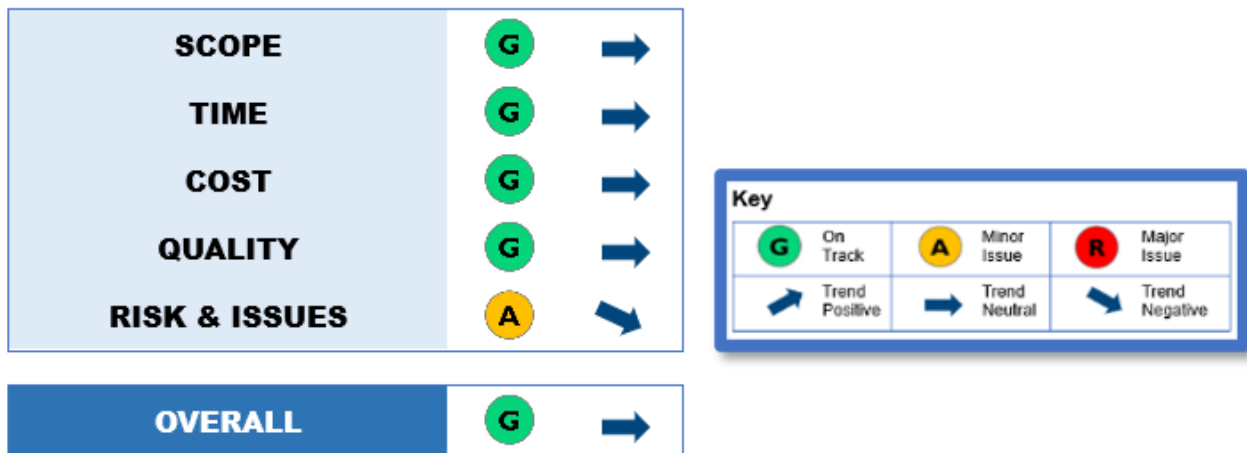 SCOPE G
TIME G
COST G
QUALITY G
RISK & ISSUES A
OVERALL G
Key
G On Track A Minor Issue R Major Issue
Trend Positive Trend Neutral Trend Negative